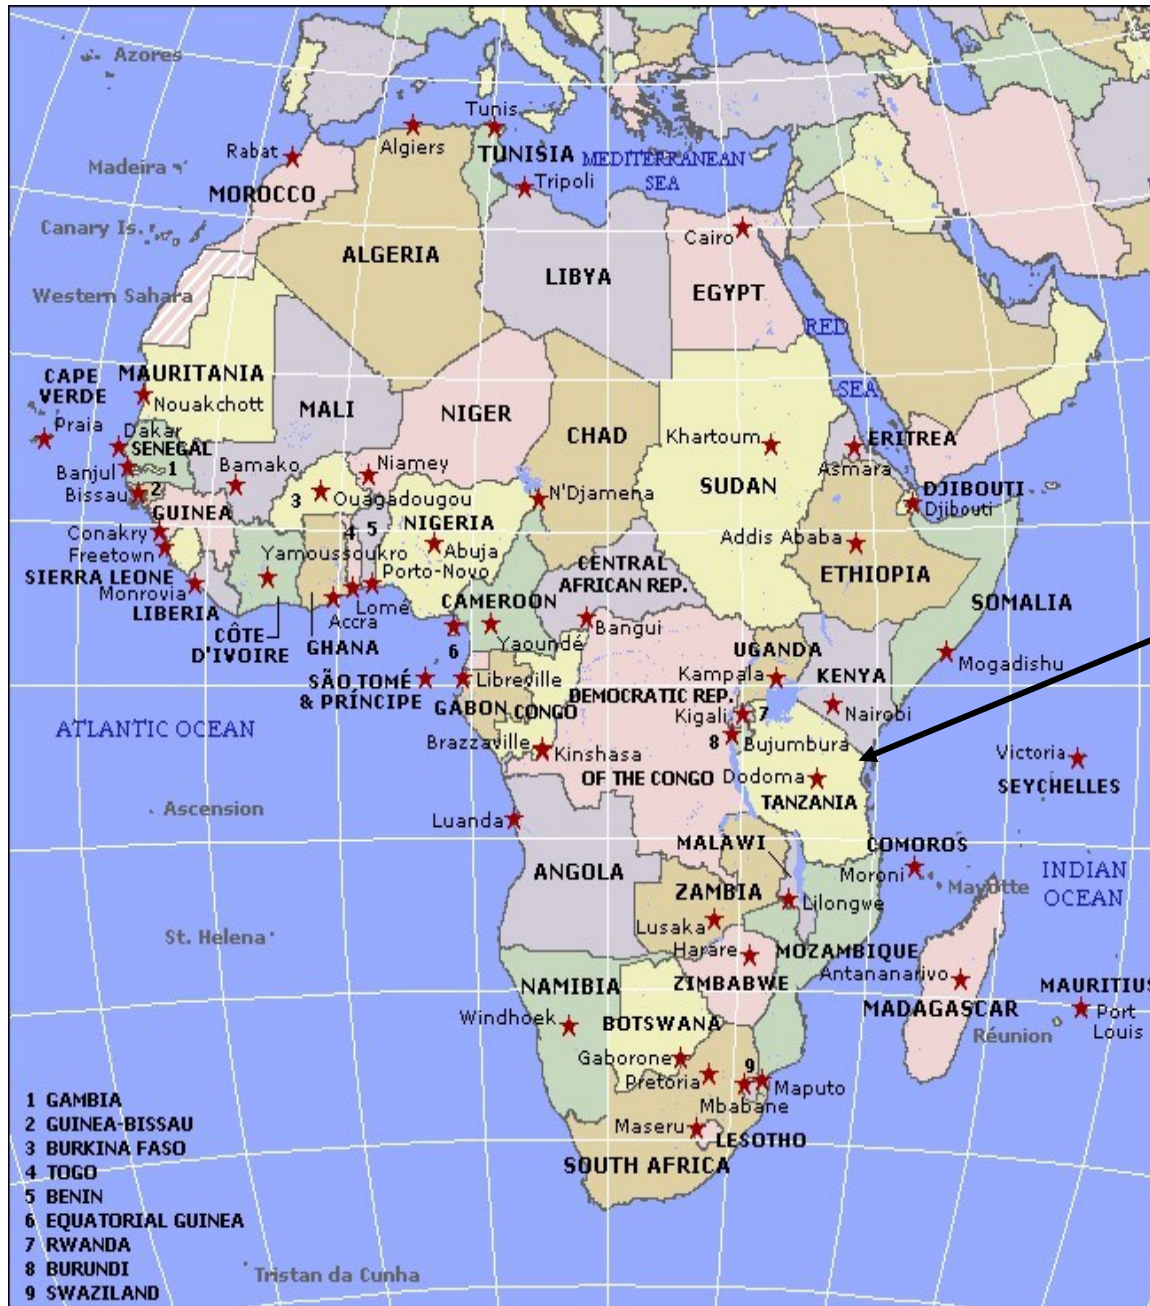 Azores
Tunis
Algiers
Rabat
TUNISIA
MEDITERRANEAN
SEA
Madeira
Tripoli
MOROCCO
Canary Is.
Cairo
ALGERIA
LIBYA
EGYPT
Western Sahara
RED
SEA
CAPE
VERDE
MAURITANIA
Nouakchott
MALI
NIGER
CHAD
Praia
Dakar
SENEGAL
Khartoum
ERITREA
Asmara
Banjul
1
Bamako
Niamey
Bissau
2
3
Ouagadougou
N'Djamena
SUDAN
DJIBOUTI
Djibouti
GUINEA
NIGERIA
Conakry
4
5
Abuja
Addis Ababa
Freetown
Yamoussoukro
Porto-Novo
CENTRAL
AFRICAN REP.
ETHIOPIA
SIERRA LEONE
Monrovia
LIBERIA
Lomé
CAMEROON
SOMALIA
Accra
Bangui
CÔTE
D'IVOIRE
GHANA
6
Yaoundé
UGANDA
Mogadishu
SÃO TOMÉ
& PRÍNCIPE
Libreville
Kampala
KENYA
GABON
CONGO
DEMOCRATIC REP.
OF THE CONGO
Kigali
7
Nairobi
ATLANTIC OCEAN
Brazzaville
Kinshasa
8
Bujumbura
Victoria
SEYCHELLES
Dodoma
TANZANIA
Ascension
Luanda
MALAWI
COMOROS
Moroni
Mayotte
INDIAN
OCEAN
ANGOLA
ZAMBIA
Lilongwe
Lusaka
St. Helena
Harare
MOZAMBIQUE
Antananarivo
NAMIBIA
ZIMBABWE
MADAGASCAR
MAURITIUS
Port
Louis
Réunion
Windhoek
BOTSWANA
Gaborone
Pretoria
9
Maputo
Mbabane
Maseru
LESOTHO
SOUTH AFRICA
1 GAMBIA
2 GUINEA-BISSAU
3 BURKINA FASO
4 TOGO
5 BENIN
6 EQUATORIAL GUINEA
7 RWANDA
8 BURUNDI
9 SWAZILAND
Tristan da Cunha